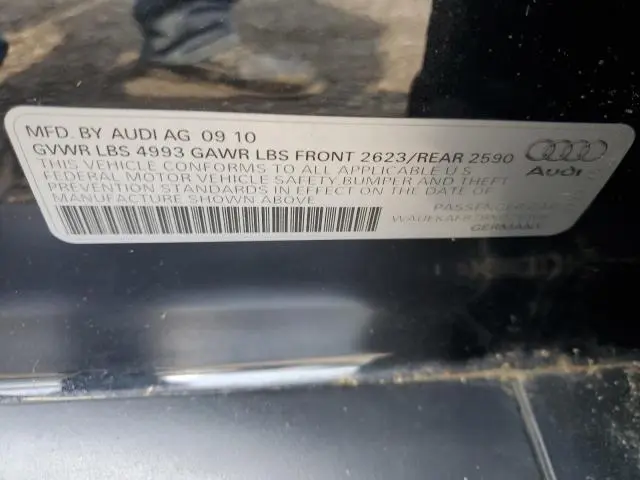 MFD. BY AUDI AG 09 10
GVWR LBS 4993 GAWR LBS FRONT 2623/REAR 2590
THIS VEHICLE CONFORMS TO ALL APPLICABLE U S
FEDERAL MOTOR VEHICLE SAFETY,BUMPER AND THEFT
PREVENTION STANDARDS IN EFFECT ON THE DATE OF
MANUFACTURE SHOWN ABOVE
Audi
PASSENGER CAR
GERMANY